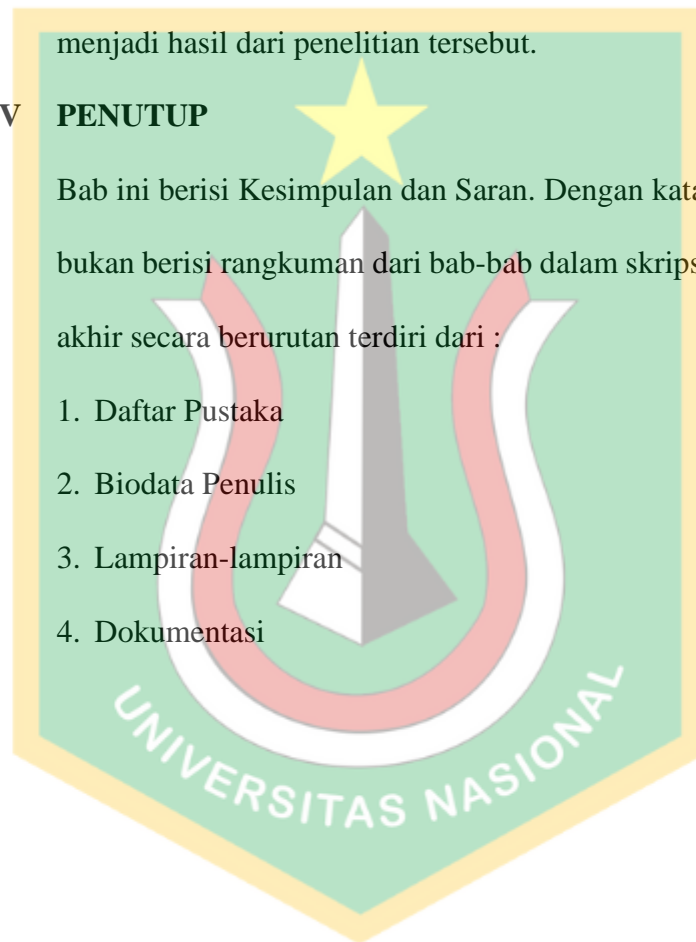 menjadi hasil dari penelitian tersebut.
V PENUTUP
Bab ini berisi Kesimpulan dan Saran. Dengan kata
bukan berisi rangkuman dari bab-bab dalam skrips
akhir secara berurutan terdiri dari :
1. Daftar Pustaka
2. Biodata Penulis
3. Lampiran-lampiran
4. Dokumentasi
UNIVERSITAS NASIONAL